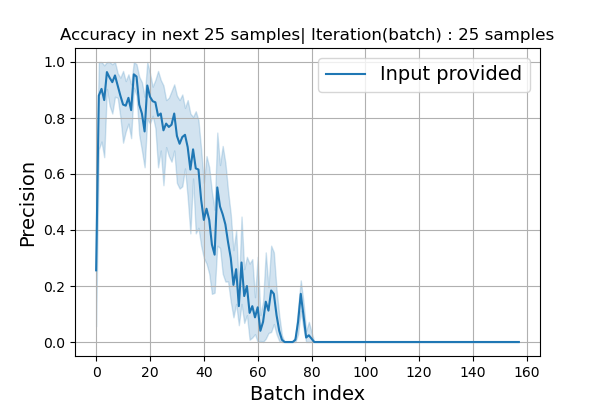 Accuracy in next 25 samples| Iteration(batch) : 25 samples
Input provided
1.0
0.8
0.6
0.4
0.2
0.0
Precision
0 20 40 60 80 100 120 140 160
Batch index